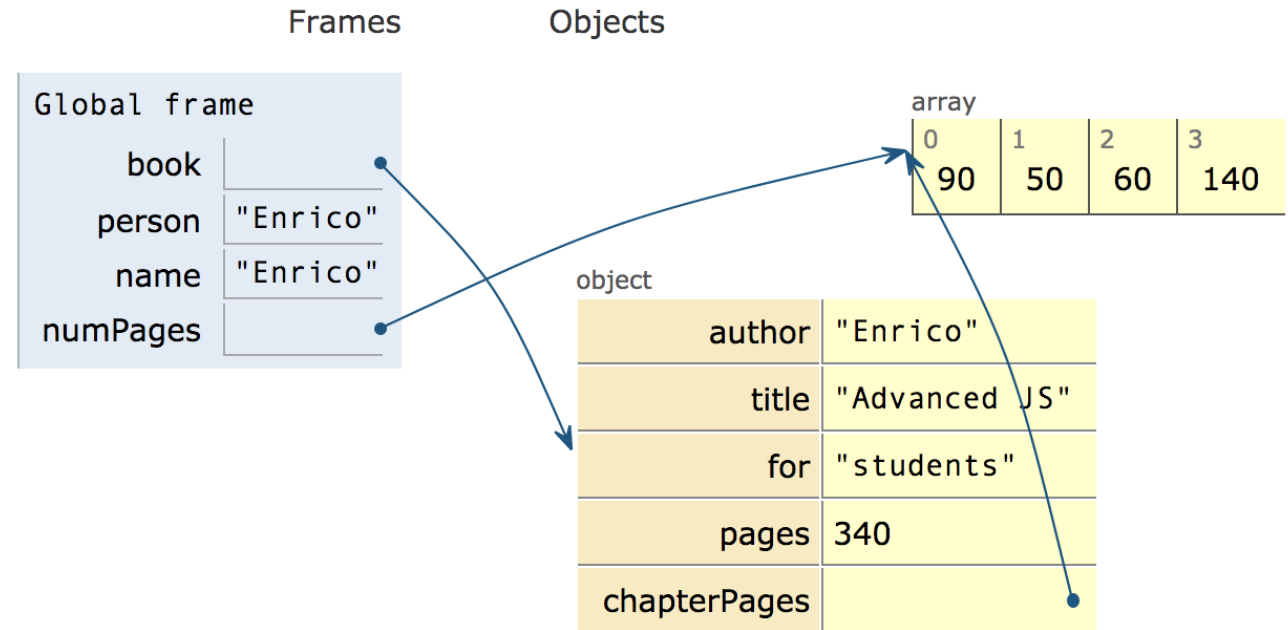 Frames Objects
Global frame
book
person "Enrico"
name "Enrico"
numPages
array
0 1 2 3
90 50 60 140
object
author "Enrico"
title "Advanced JS"
for "students"
pages 340
chapterPages